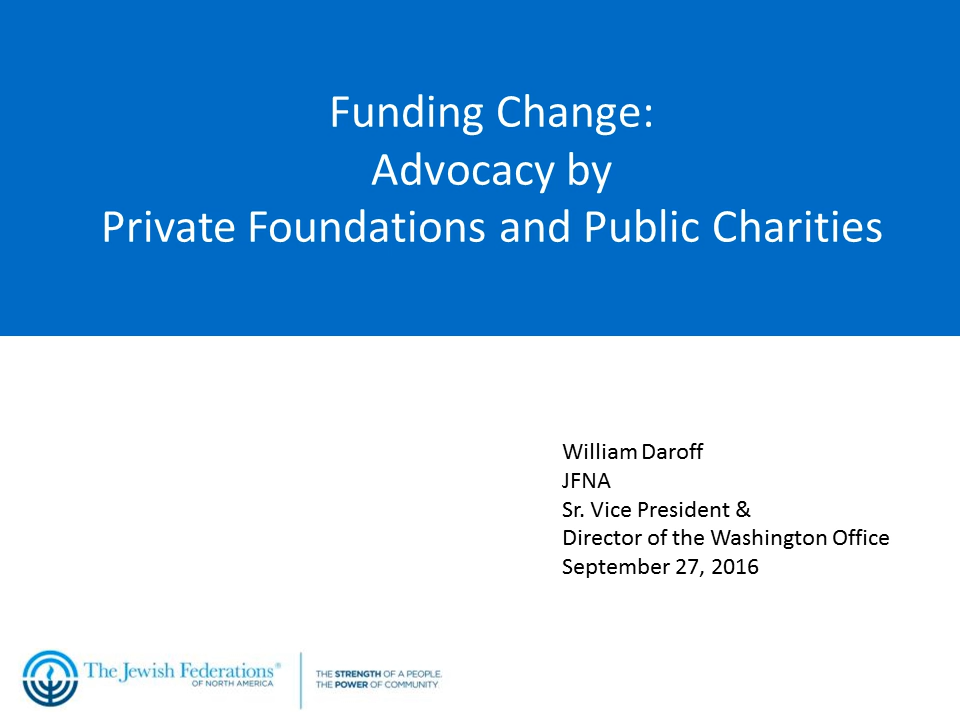 Funding Change:
Advocacy by
Private Foundations and Public Charities
William Daroff
JFNA
Sr. Vice President &
Director of the Washington Office
September 27, 2016
The Jewish Federations®
OF NORTH AMERICA
THE STRENGTH OF A PEOPLE.
THE POWER OF COMMUNITY